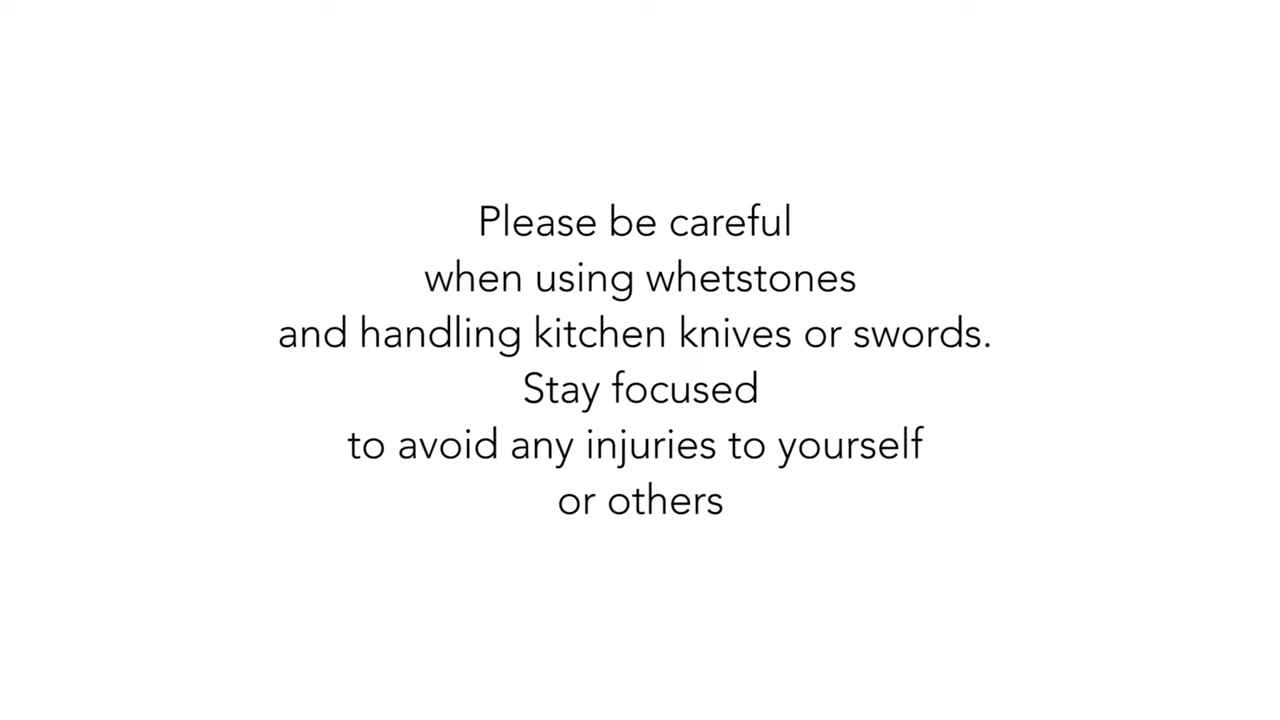 Please be careful
when using whetstones
and handling kitchen knives or swords.
Stay focused
to avoid any injuries to yourself
or others